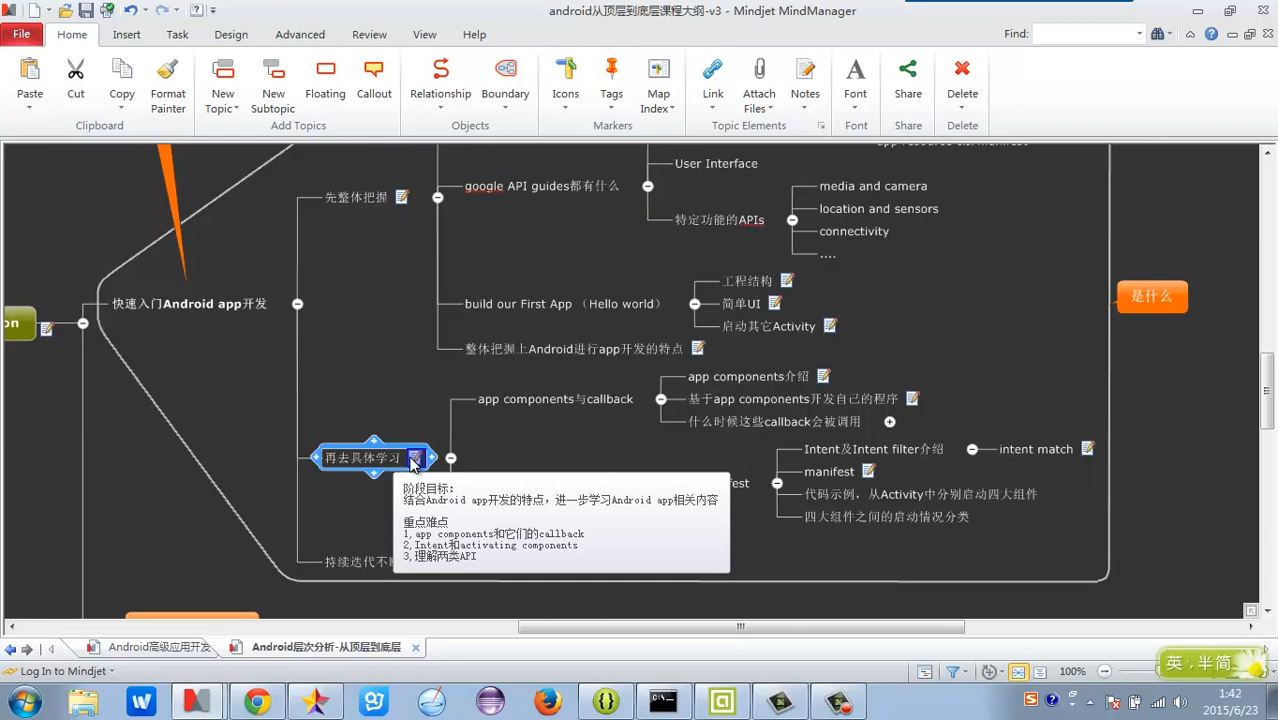 android从顶层到底层课程大纲-v3 - Mindjet MindManager
File
Home
Insert
Task
Design
Advanced
Review
View
Help
Find:
Paste
Cut
Copy
Format Painter
New Topic
New Subtopic
Floating
Callout
Relationship
Boundary
Icons
Tags
Map Index
Link
Attach Files
Notes
Font
Share
Delete
Clipboard
Add Topics
Objects
Markers
Topic Elements
Font
Share
Delete
User Interface
先整体把握
google API guides都有什么
media and camera
location and sensors
特定功能的APIs
connectivity
....
工程结构
快速入门Android app开发
build our First App （Hello world）
简单UI
启动其它Activity
是什么
on
整体把握上Android进行app开发的特点
app components介绍
app components与callback
基于app components开发自己的程序
什么时候这些callback会被调用
再去具体学习
Intent及Intent filter介绍
intent match
manifest
代码示例，从Activity中分别启动四大组件
四大组件之间的启动情况分类
阶段目标:
结合Android app开发的特点，进一步学习Android app相关内容
重点难点
1,app components和它们的callback
2,Intent和activating components
3,理解两类API
持续迭代不
Android高级应用开发
Android层次分析-从顶层到底层
Log In to Mindjet
100%
英 半简
1:42
2015/6/23